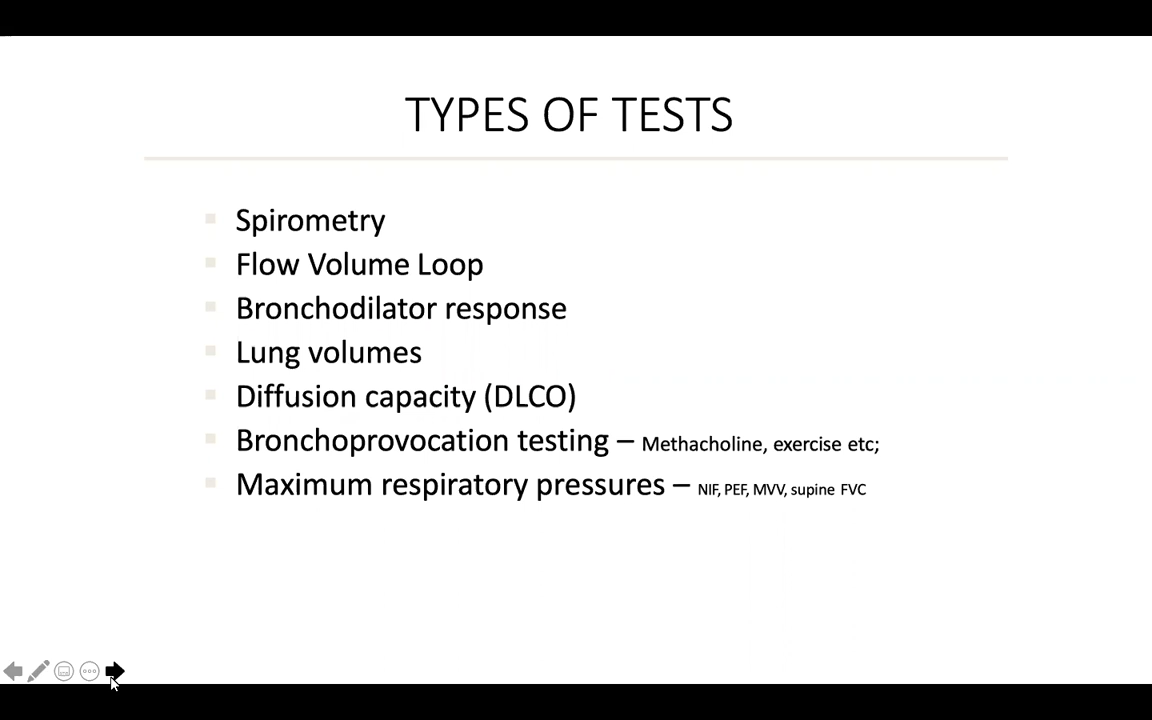 TYPES OF TESTS
Spirometry
Flow Volume Loop
Bronchodilator response
Lung volumes
Diffusion capacity (DLCO)
Bronchoprovocation testing – Methacholine, exercise etc;
Maximum respiratory pressures – NIF, PEF, MVV, supine FVC